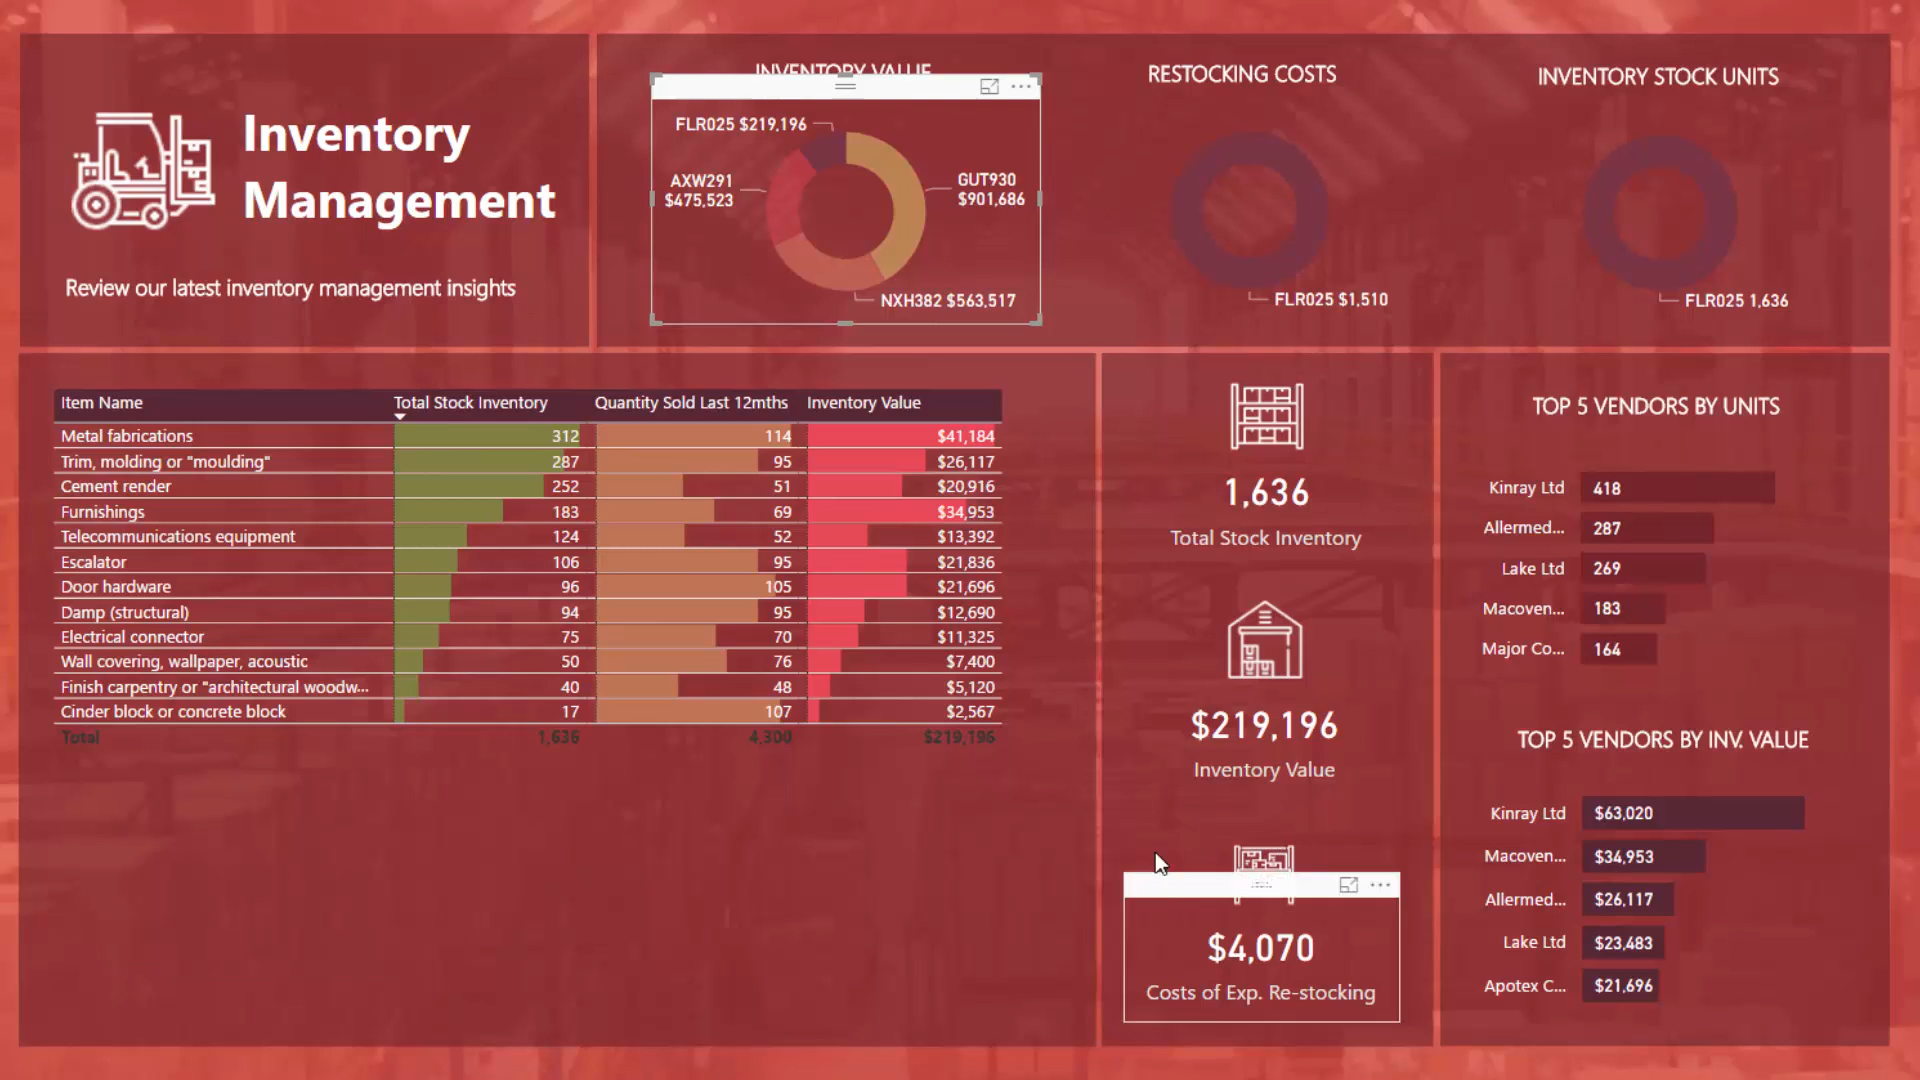 Inventory
Management
Review our latest inventory management insights
INVENTORY VALUE
FLR025 $219,196
AXW291
$475,523
GUT930
$901,686
NXH382 $563,517
RESTOCKING COSTS
FLR025 $1,510
INVENTORY STOCK UNITS
FLR025 1,636
Item Name Total Stock Inventory Quantity Sold Last 12mths Inventory Value
Metal fabrications 312 114 $41,184
Trim, molding or "moulding" 287 95 $26,117
Cement render 252 51 $20,916
Furnishings 183 69 $34,953
Telecommunications equipment 124 52 $13,392
Escalator 106 95 $21,836
Door hardware 96 105 $21,696
Damp (structural) 94 95 $12,690
Electrical connector 75 70 $11,325
Wall covering, wallpaper, acoustic 50 76 $7,400
Finish carpentry or "architectural woodw... 40 48 $5,120
Cinder block or concrete block 17 107 $2,567
Total 1,636 4,300 $219,196
1,636
Total Stock Inventory
$219,196
Inventory Value
$4,070
Costs of Exp. Re-stocking
TOP 5 VENDORS BY UNITS
Kinray Ltd 418
Allermed... 287
Lake Ltd 269
Macoven... 183
Major Co... 164
TOP 5 VENDORS BY INV. VALUE
Kinray Ltd $63,020
Macoven... $34,953
Allermed... $26,117
Lake Ltd $23,483
Apotex C... $21,696